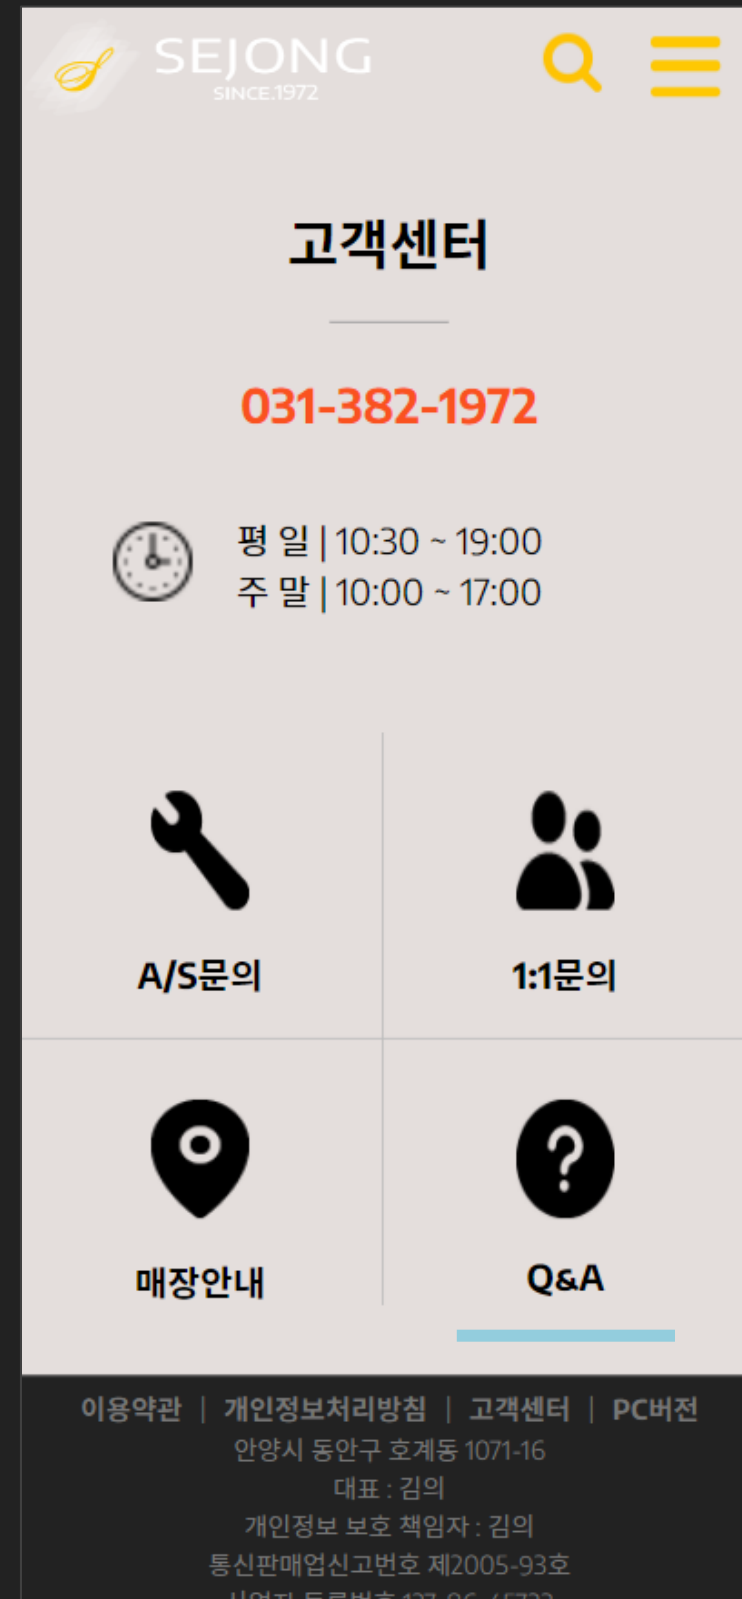 SEJONG
SINCE.1972
고객센터
031-382-1972
평 일 | 10:30 ~ 19:00
주 말 | 10:00 ~ 17:00
A/S문의
1:1문의
매장안내
Q&A
이용약관 | 개인정보처리방침 | 고객센터 | PC버전
안양시 동안구 호계동 1071-16
대표 : 김의
개인정보 보호 책임자 : 김의
통신판매업신고번호 제2005-93호